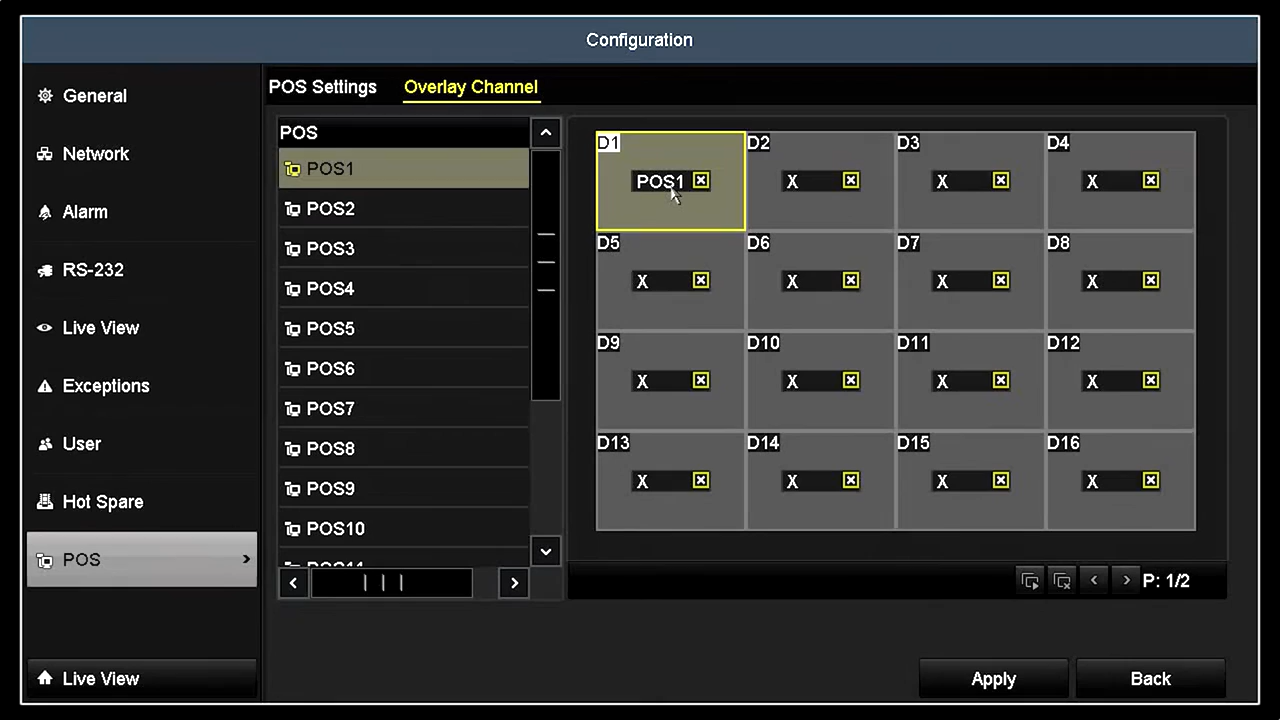 Configuration
General
Network
Alarm
RS-232
Live View
Exceptions
User
Hot Spare
POS
Live View
POS Settings
Overlay Channel
POS
POS1
POS2
POS3
POS4
POS5
POS6
POS7
POS8
POS9
POS10
POS11
D1
POS1
D2
X
D3
X
D4
X
D5
X
D6
X
D7
X
D8
X
D9
X
D10
X
D11
X
D12
X
D13
X
D14
X
D15
X
D16
X
P: 1/2
Apply
Back